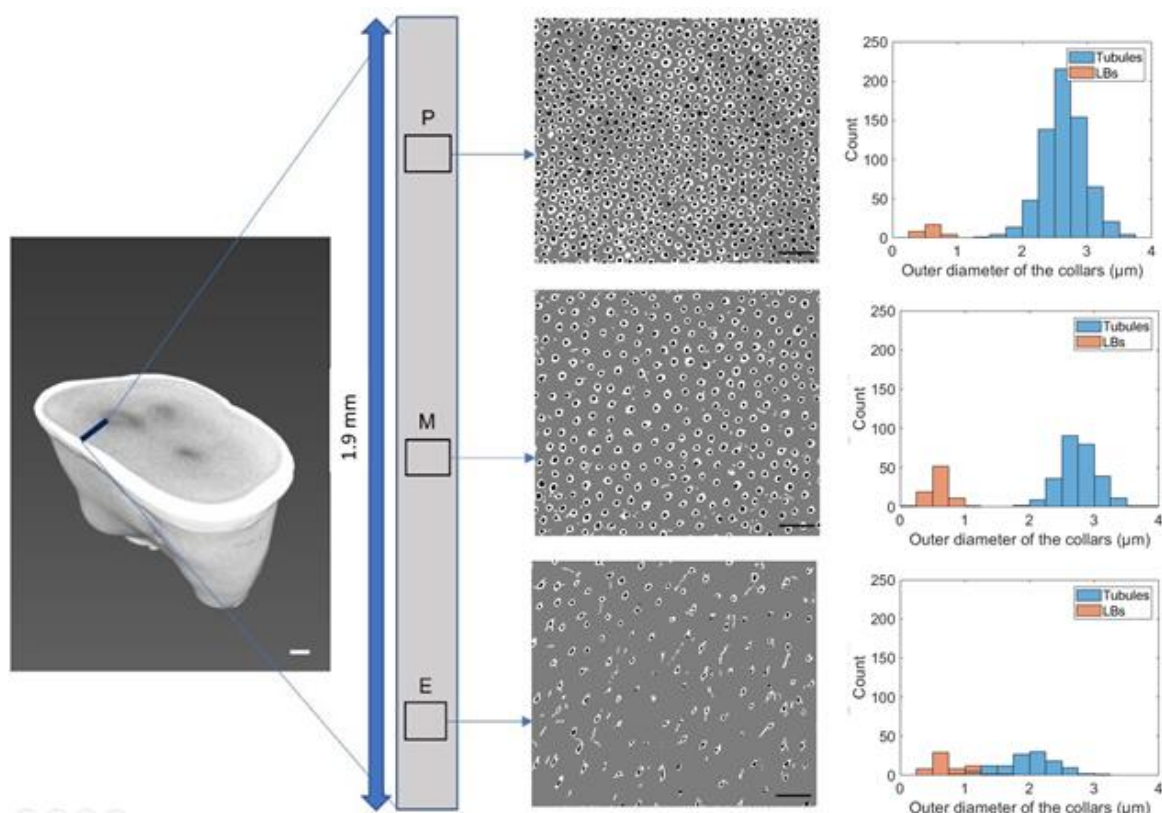 1.9 mm
P
M
E
250
200
150
100
50
0
Count
Tubules
LBs
0 1 2 3 4
Outer diameter of the collars (µm)
250
200
150
100
50
0
Count
Tubules
LBs
0 1 2 3 4
Outer diameter of the collars (µm)
250
200
150
100
50
0
Count
Tubules
LBs
0 1 2 3 4
Outer diameter of the collars (µm)